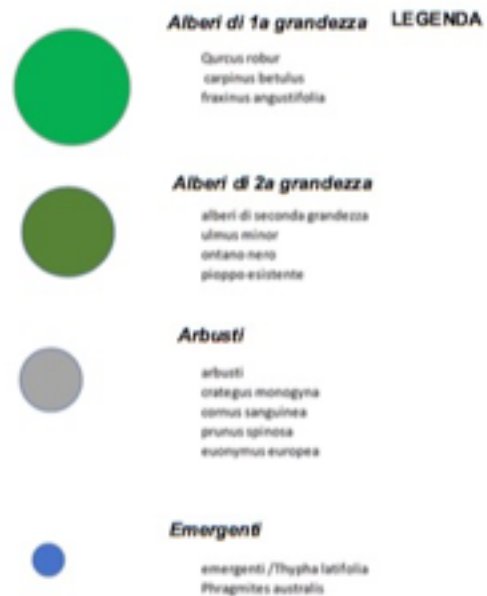 Alberi di 1a grandezza LEGENDA
Qurcus robur
carpinus betulus
fraxinus angustifolia
Alberi di 2a grandezza
alberi di seconda grandezza
ulmus minor
ontano nero
pioppo esistente
Arbusti
arbusti
crategus monogyna
cornus sanguinea
prunus spinosa
euonymus europea
Emergenti
emergenti /Thypha latifolia
Phragmites australis